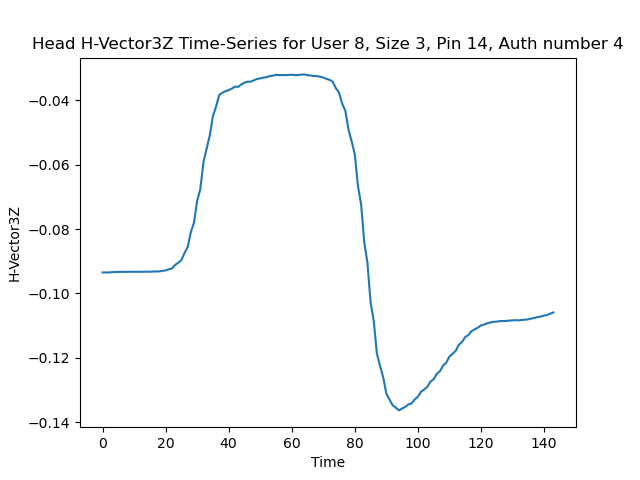 Head H-Vector3Z Time-Series for User 8, Size 3, Pin 14, Auth number 4
H-Vector3Z
−0.04
−0.06
−0.08
−0.10
−0.12
−0.14
0 20 40 60 80 100 120 140
Time